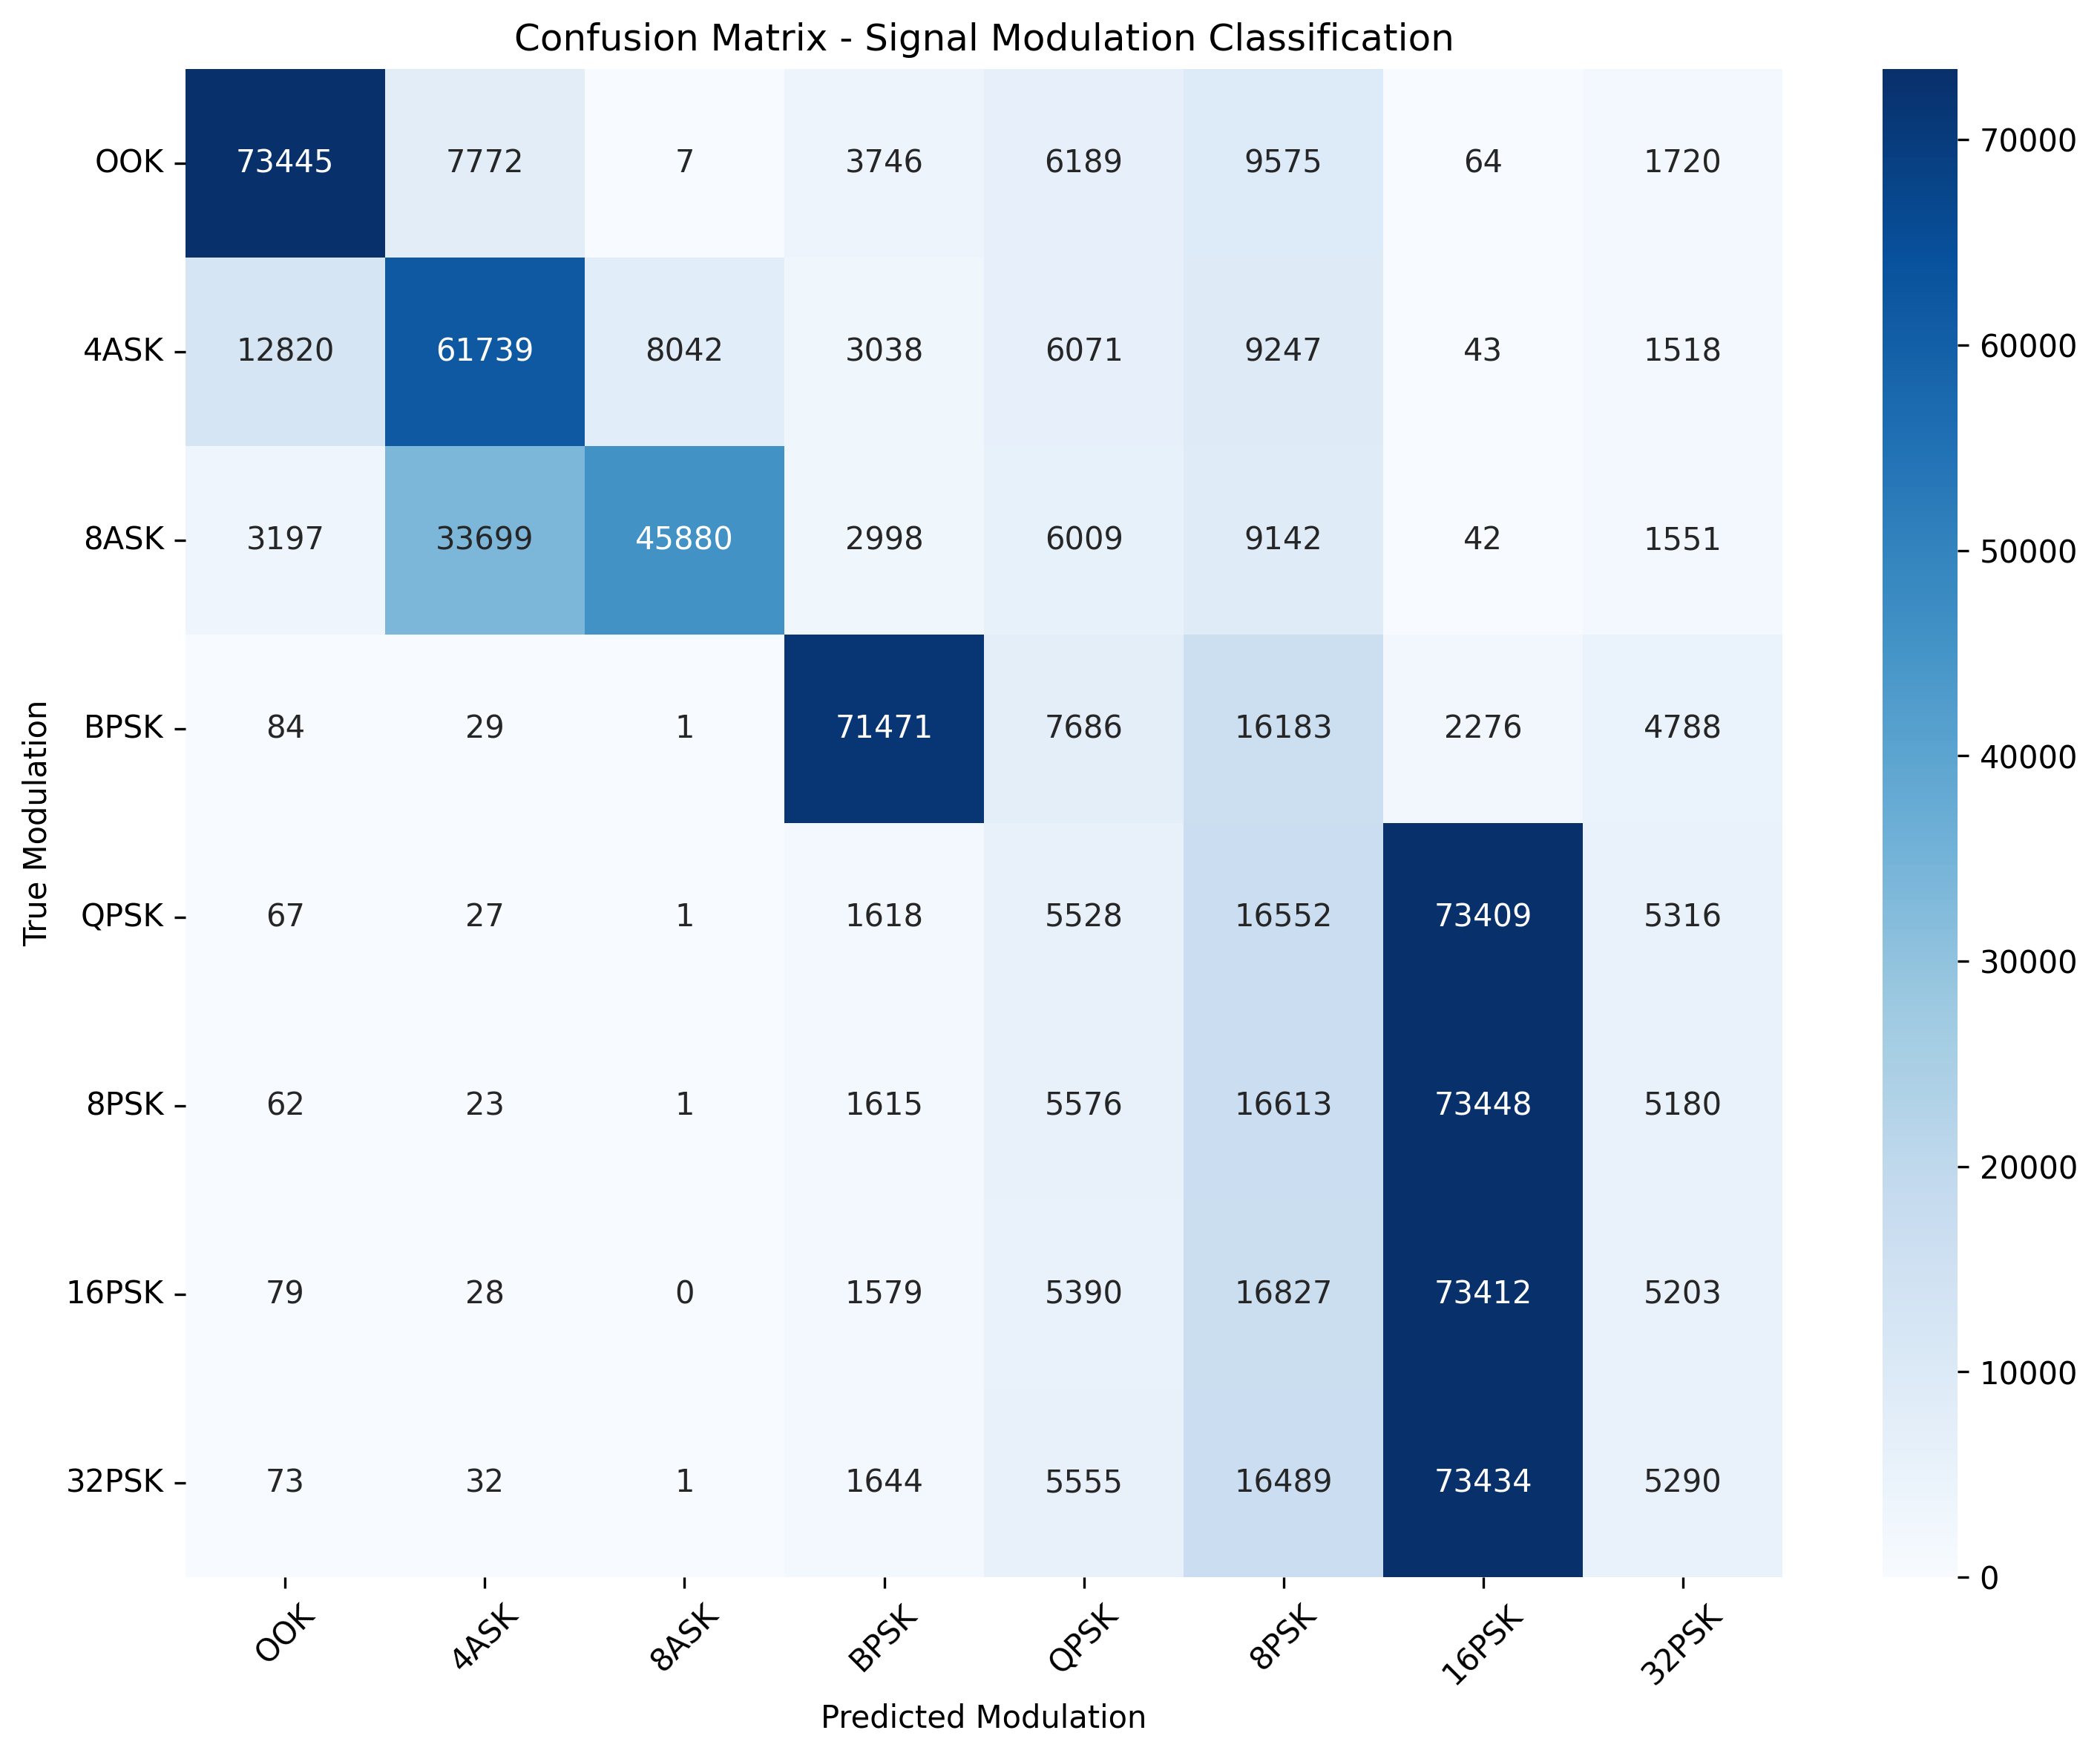 Confusion Matrix - Signal Modulation Classification
True Modulation
OOK 73445 7772 7 3746 6189 9575 64 1720
4ASK 12820 61739 8042 3038 6071 9247 43 1518
8ASK 3197 33699 45880 2998 6009 9142 42 1551
BPSK 84 29 1 71471 7686 16183 2276 4788
QPSK 67 27 1 1618 5528 16552 73409 5316
8PSK 62 23 1 1615 5576 16613 73448 5180
16PSK 79 28 0 1579 5390 16827 73412 5203
32PSK 73 32 1 1644 5555 16489 73434 5290
OOK 4ASK 8ASK BPSK QPSK 8PSK 16PSK 32PSK
Predicted Modulation
70000
60000
50000
40000
30000
20000
10000
0